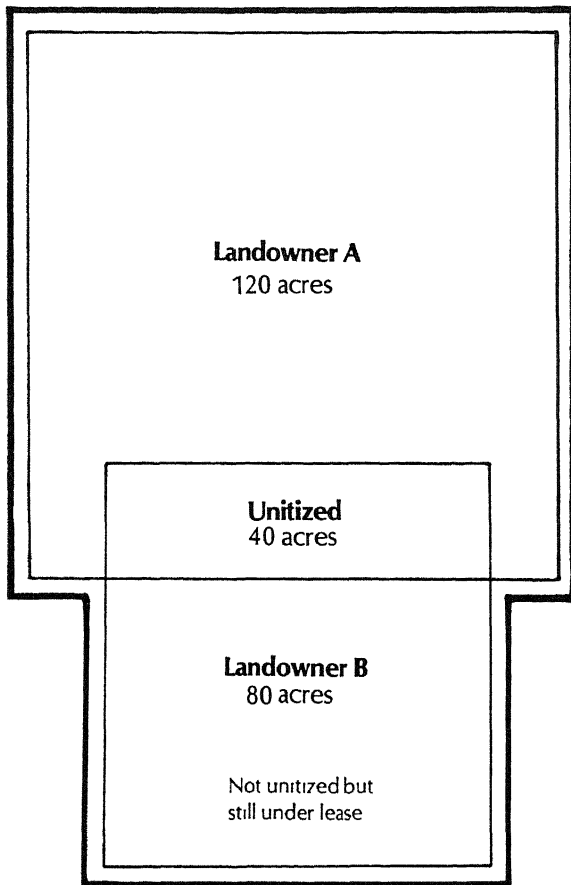 Landowner A
120 acres
Unitized
40 acres
Landowner B
80 acres
Not unitized but
still under lease